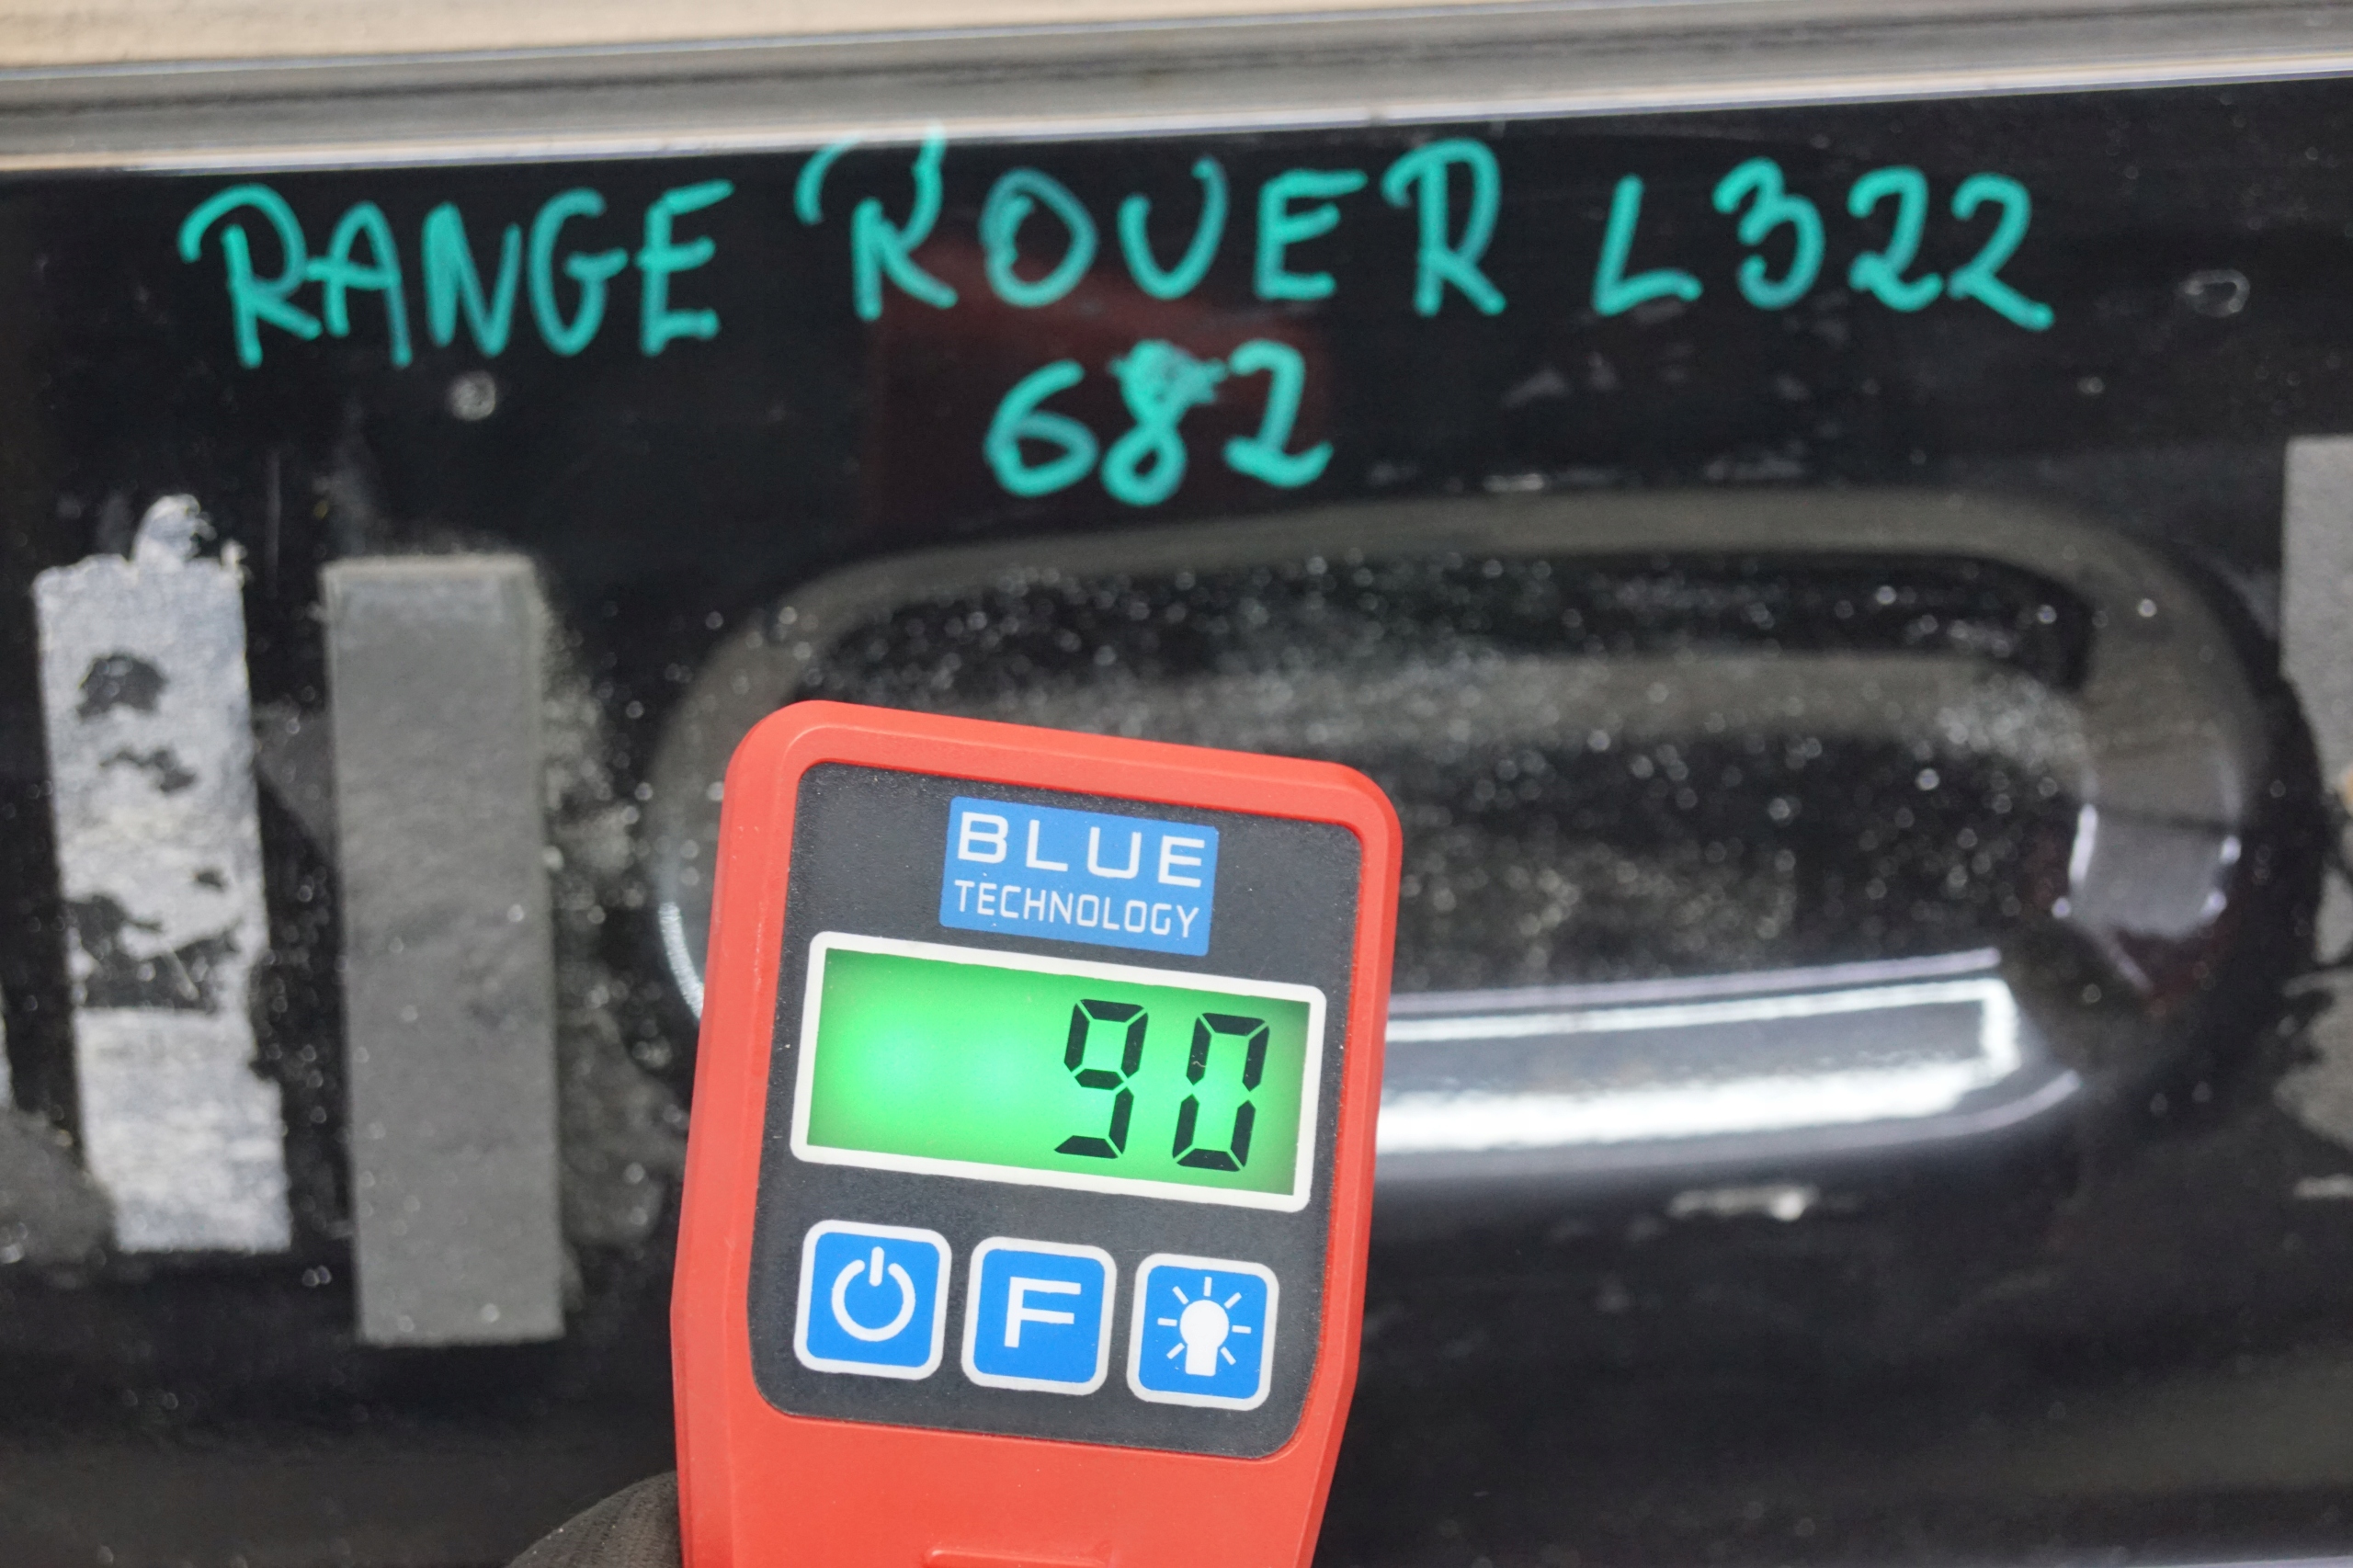 RANGE ROVER L322
682
BLUE
TECHNOLOGY
90
F